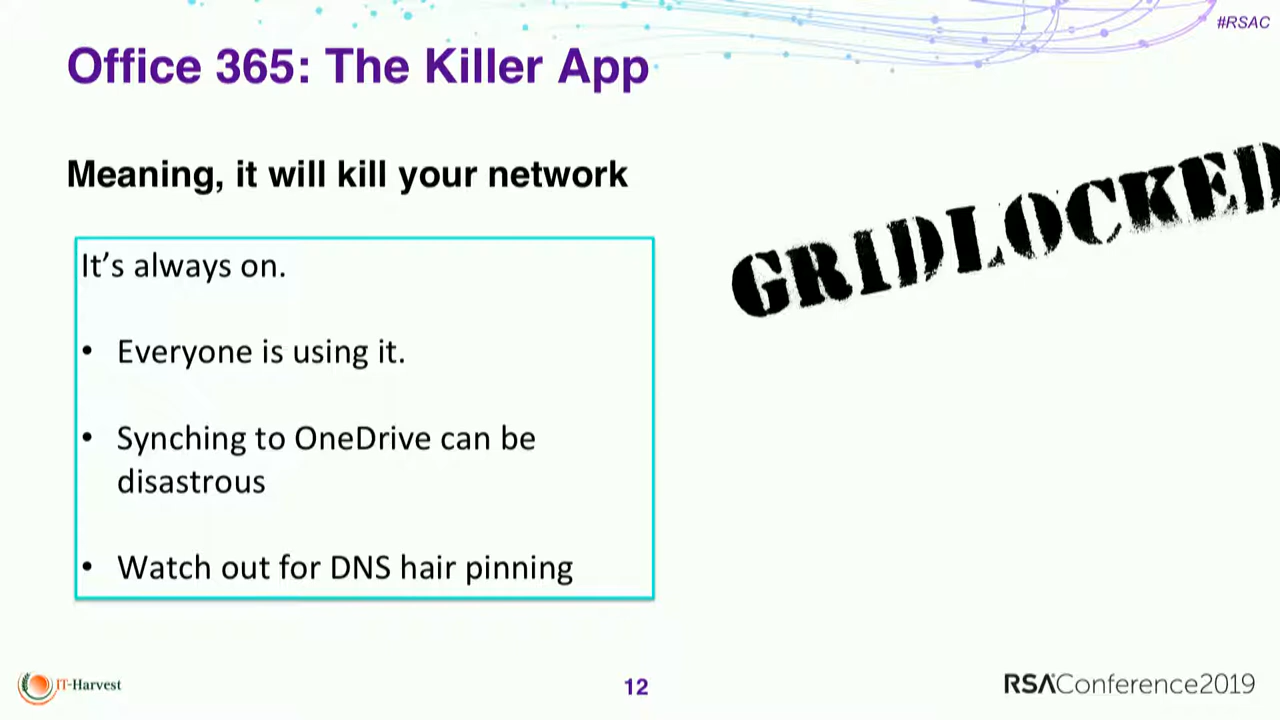 #RSAC
Office 365: The Killer App
Meaning, it will kill your network
GRIDLOCKED
It’s always on.
• Everyone is using it.
• Synching to OneDrive can be
disastrous
• Watch out for DNS hair pinning
IT-Harvest
12
RSAConference2019